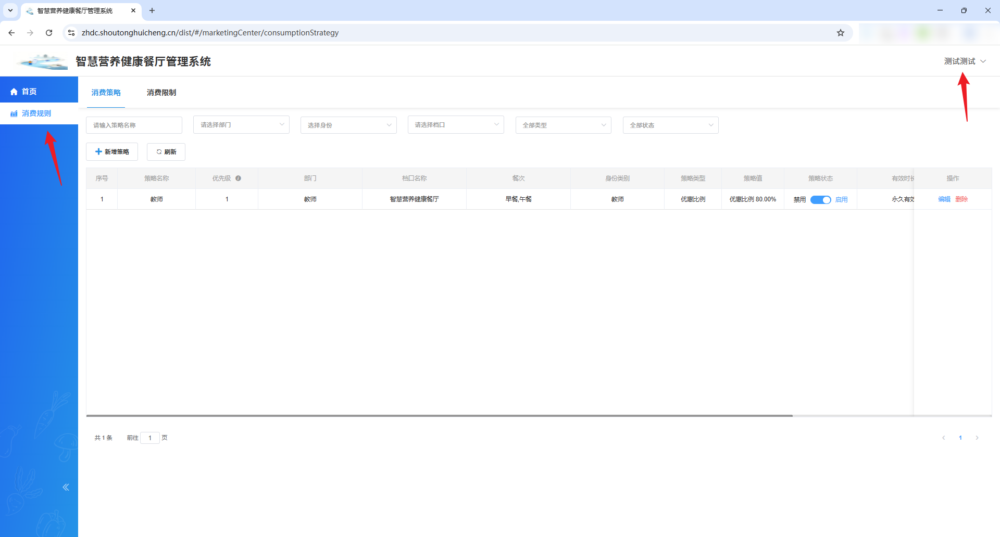 智慧营养健康餐厅管理系统
zhdc.shoutonghuicheng.cn/dist/#/marketingCenter/consumptionStrategy
智慧营养健康餐厅管理系统
测试测试
首页
消费规则
消费策略 消费限制
请输入策略名称 请选择部门 选择身份 请选择档口 全部类型 全部状态
新增策略 刷新
序号 策略名称 优先级 部门 档口名称 餐次 身份类别 策略类型 策略值 策略状态 有效时长 操作
1 教师 1 教师 智慧营养健康餐厅 早餐,午餐 教师 优惠比例 优惠比例 80.00% 禁用 启用 永久有效 编辑 删除
共 1 条 前往 1 页 1